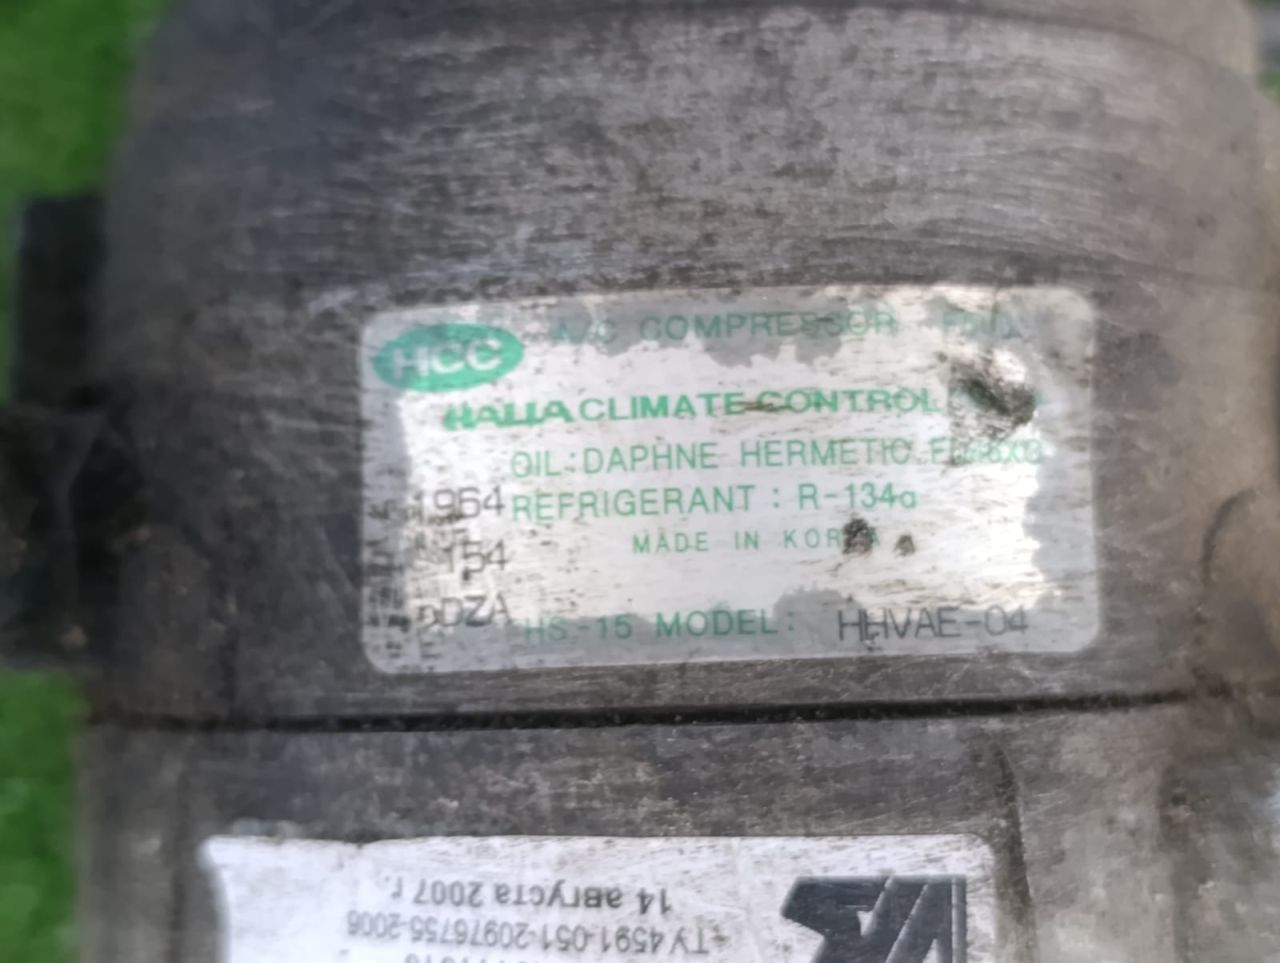 HCC
A/C COMPRESSOR
HALLA CLIMATE CONTROL
OIL: DAPHNE HERMETIC
1964 REFRIGERANT : R-134a
154 MADE IN
DZA HS-15 MODEL: HHVAE-04
14 августа 2007 г.
ТУ 4591-051-20976755-2006